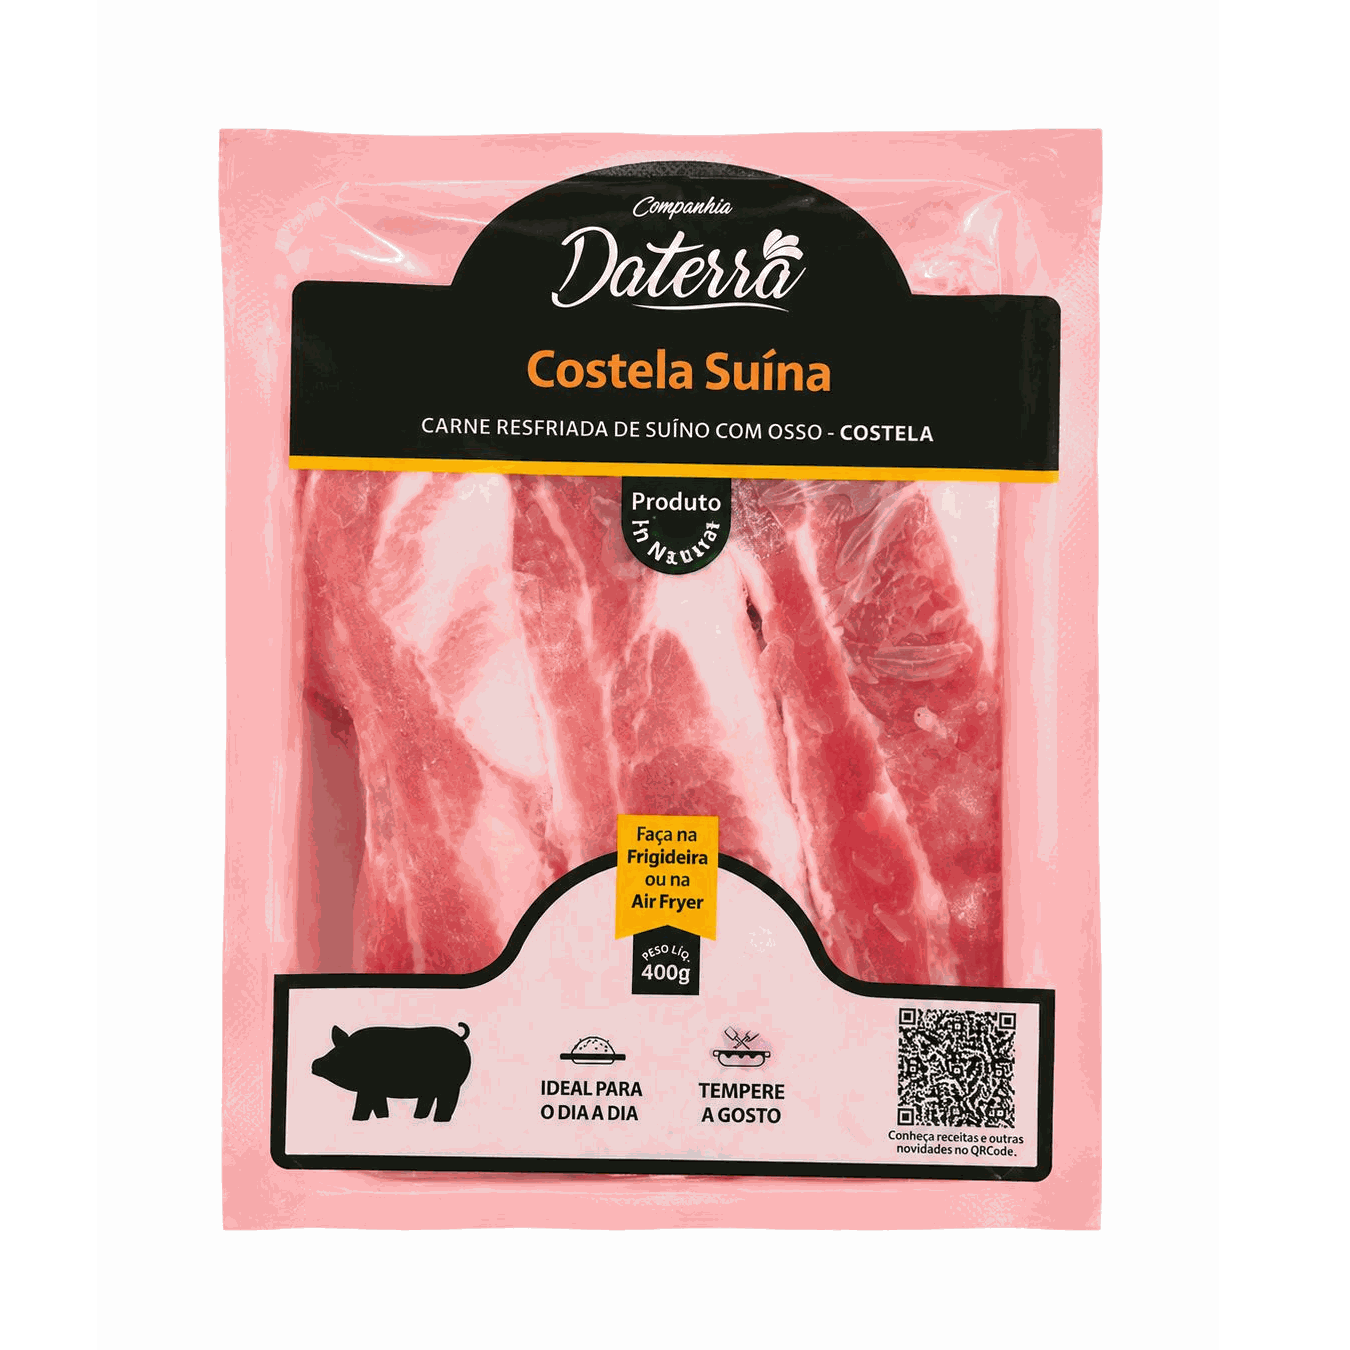 Companhia
Daterra
Costela Suína
CARNE RESFRIADA DE SUÍNO COM OSSO - COSTELA
Produto
In Natural
Faça na
Frigideira
ou na
Air Fryer
PESO LÍQ.
400g
IDEAL PARA
O DIA A DIA
TEMPERE
A GOSTO
Conheça receitas e outras
novidades no QRCode.